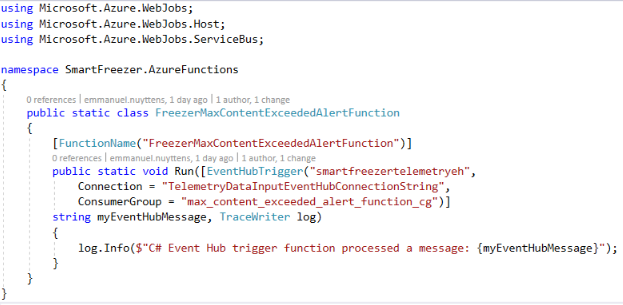 using Microsoft.Azure.WebJobs;
using Microsoft.Azure.WebJobs.Host;
using Microsoft.Azure.WebJobs.ServiceBus;
namespace SmartFreezer.AzureFunctions
{
0 references | emmanuel.nuyttens, 1 day ago | 1 author, 1 change
public static class FreezerMaxContentExceededAlertFunction
{
[FunctionName("FreezerMaxContentExceededAlertFunction")]
0 references | emmanuel.nuyttens, 1 day ago | 1 author, 1 change
public static void Run([EventHubTrigger("smartfreezertelemetryeh",
Connection = "TelemetryDataInputEventHubConnectionString",
ConsumerGroup = "max_content_exceeded_alert_function_cg")]
string myEventHubMessage, TraceWriter log)
{
log.Info($"C# Event Hub trigger function processed a message: {myEventHubMessage}");
}
}
}